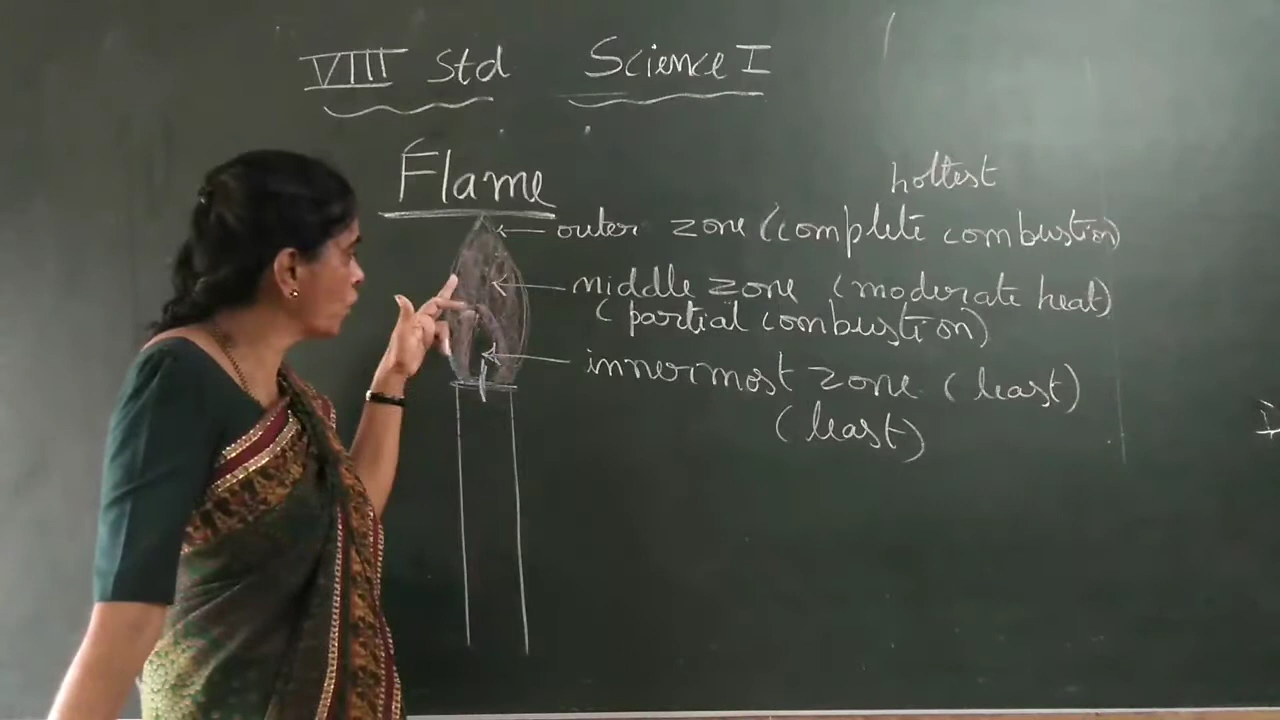 VIII Std Science I
Flame
hottest
outer zone (complete combustion)
middle zone (moderate heat)
(partial combustion)
innermost zone (least)
(least)